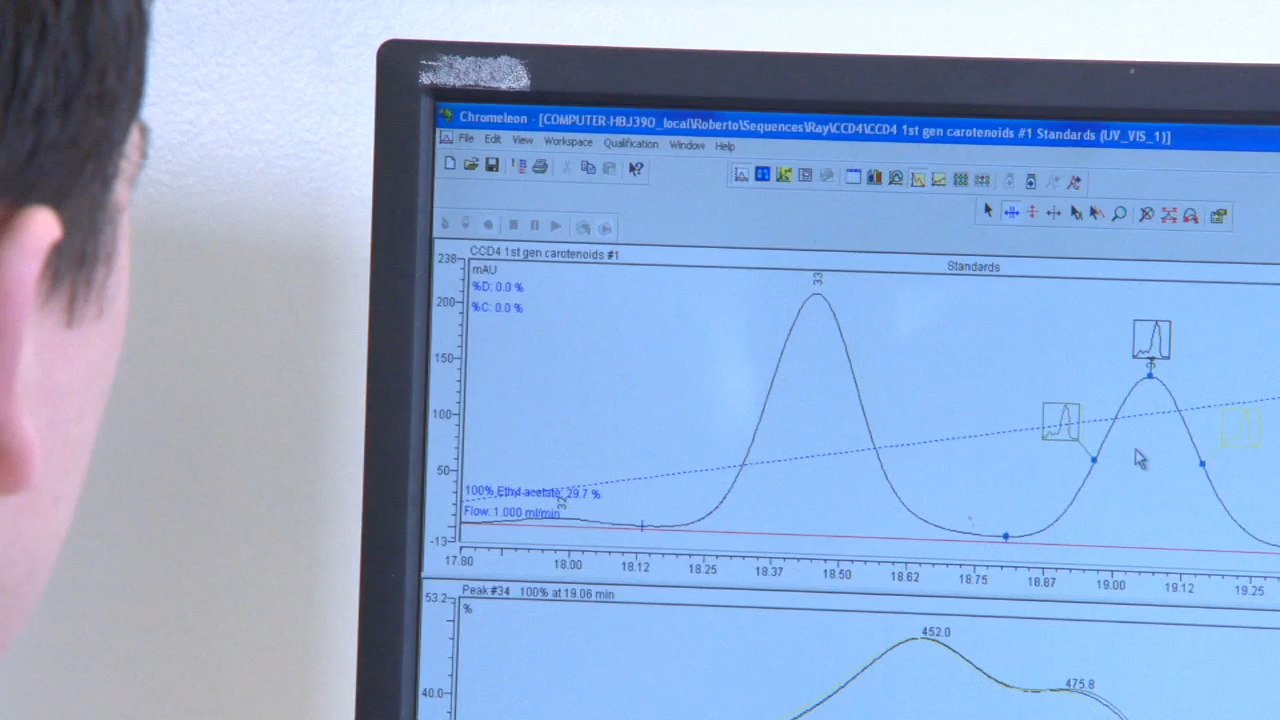 Chromeleon - [COMPUTER-HBJ390_local\Roberto\Sequences\Ray\CCD4\CCD4 1st gen carotenoids #1 Standards (UV_VIS_1)]
File Edit View Workspace Qualification Window Help
CCD4 1st gen carotenoids #1
Standards
238
mAU
%D: 0.0 %
%C: 0.0 %
200
150
100
50
-13
33
32
100% Ethyl acetate: 29.7 %
Flow: 1.000 ml/min
17.80 18.00 18.12 18.25 18.37 18.50 18.62 18.75 18.87 19.00 19.12 19.25
Peak #34 100% at 19.06 min
53.2
%
452.0
475.8
40.0